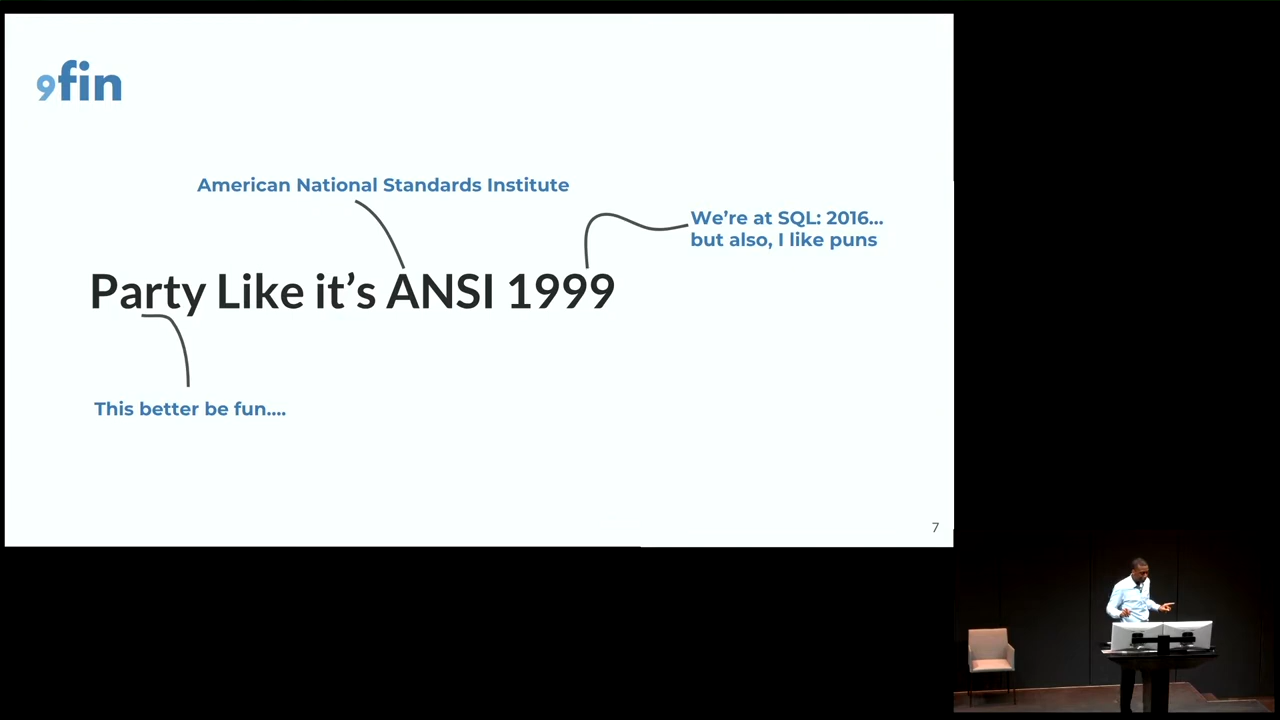 9fin
American National Standards Institute
We’re at SQL: 2016...
but also, I like puns
Party Like it’s ANSI 1999
This better be fun....
7